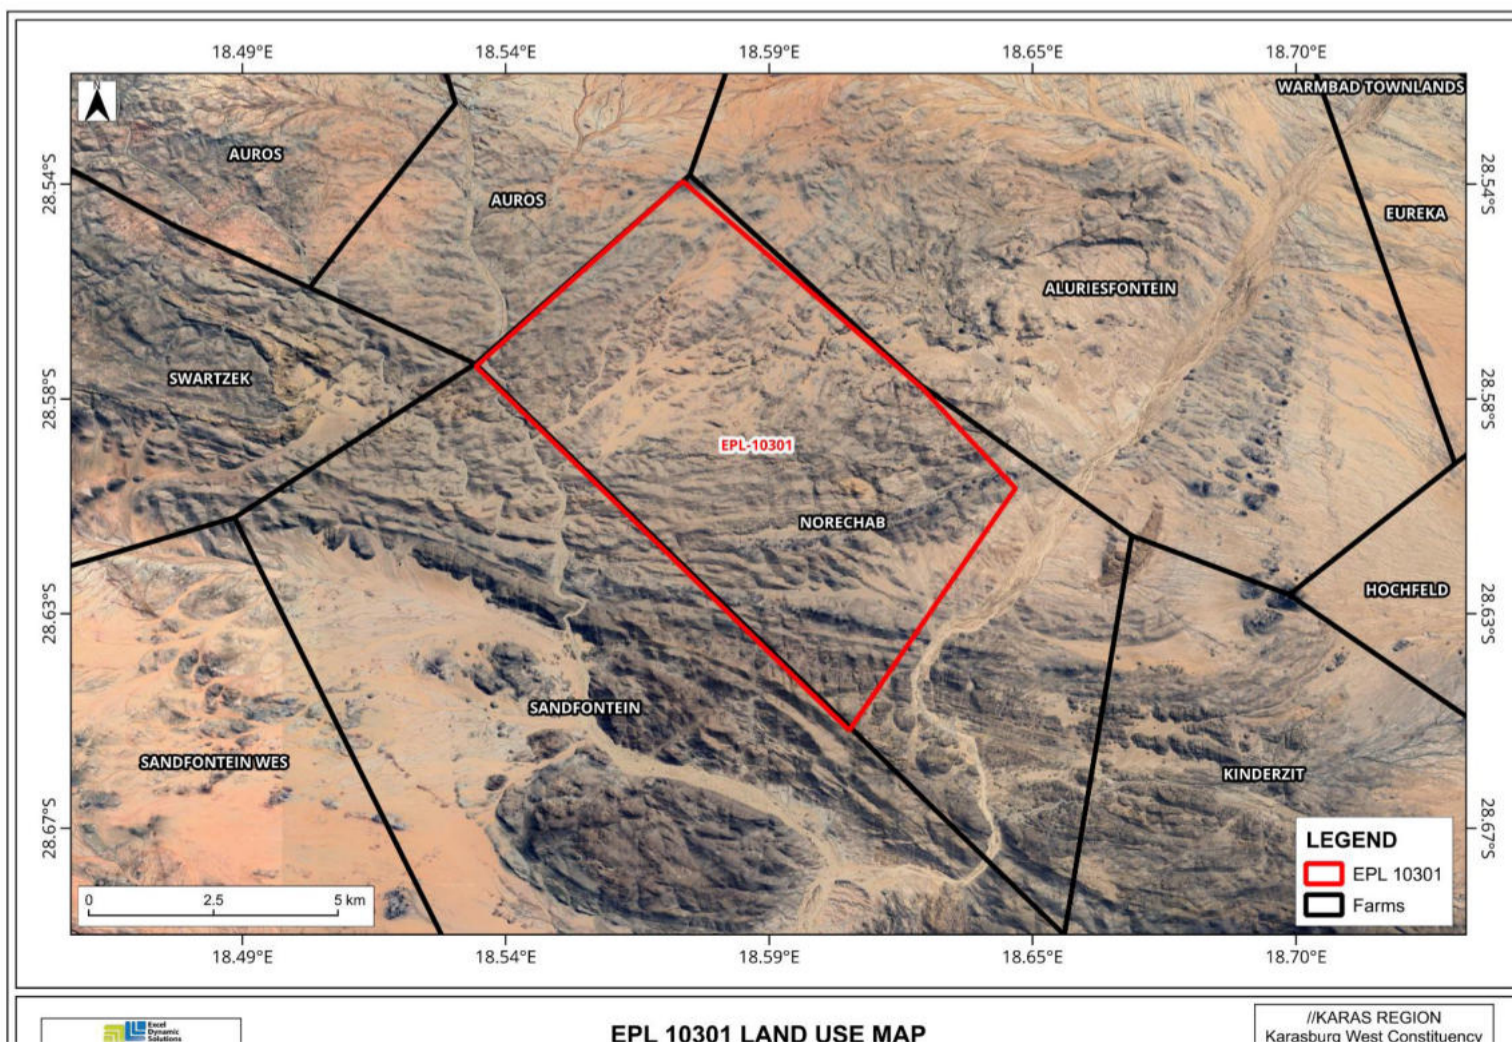 18.49°E 18.54°E 18.59°E 18.65°E 18.70°E
N
WARMBAD TOWNLANDS
AUROS
28.54°S 28.54°S
AUROS
EUREKA
ALURIESFONTEIN
SWARTZEK
28.58°S 28.58°S
EPL-10301
NORECHAB
HOCHFELD
28.63°S 28.63°S
SANDFONTEIN
SANDFONTEIN WES
KINDERZIT
28.67°S 28.67°S
LEGEND
EPL 10301
Farms
0 2.5 5 km
18.49°E 18.54°E 18.59°E 18.65°E 18.70°E
Excel
Dynamic
Solutions
EPL 10301 LAND USE MAP
//KARAS REGION
Karasburg West Constituency